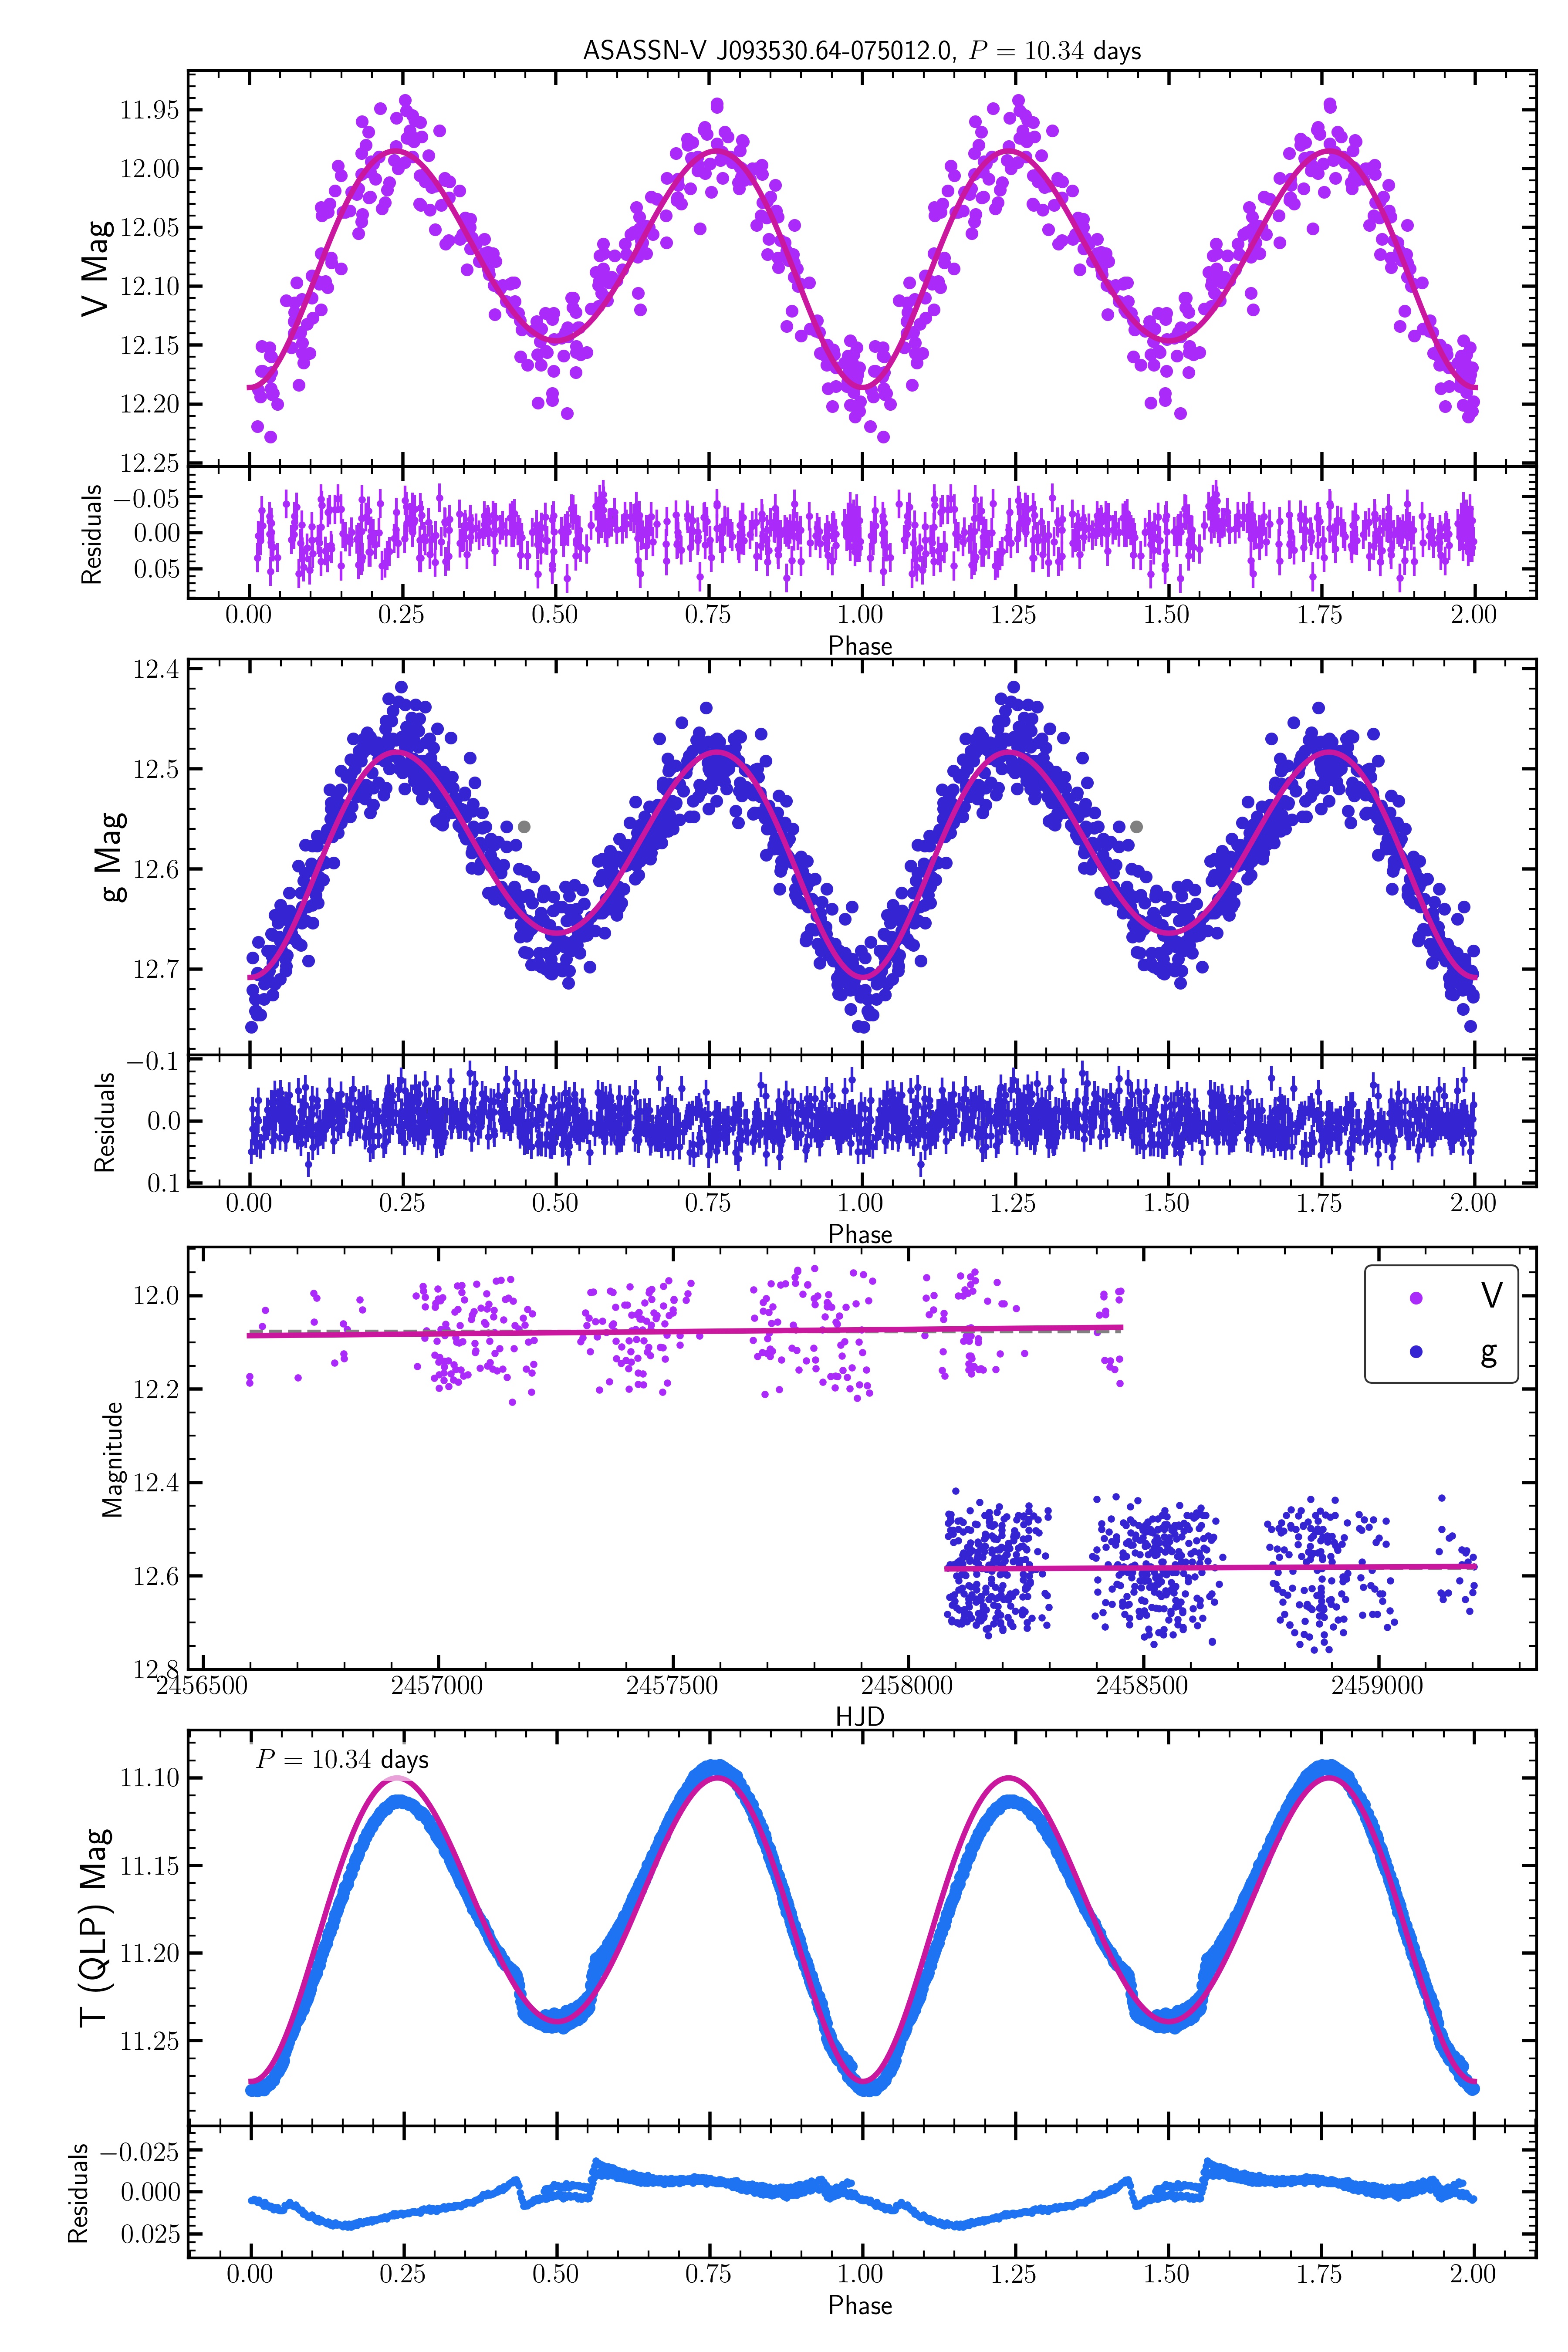 ASASSN-V J093530.64-075012.0, P = 10.34 days
V Mag
11.95
12.00
12.05
12.10
12.15
12.20
12.25
Residuals
−0.05
0.00
0.05
0.00 0.25 0.50 0.75 1.00 1.25 1.50 1.75 2.00
Phase
g Mag
12.4
12.5
12.6
12.7
Residuals
−0.1
0.0
0.1
0.00 0.25 0.50 0.75 1.00 1.25 1.50 1.75 2.00
Phase
Magnitude
12.0
12.2
12.4
12.6
12.8
V
g
2456500 2457000 2457500 2458000 2458500 2459000
HJD
P = 10.34 days
T (QLP) Mag
11.10
11.15
11.20
11.25
Residuals
−0.025
0.000
0.025
0.00 0.25 0.50 0.75 1.00 1.25 1.50 1.75 2.00
Phase